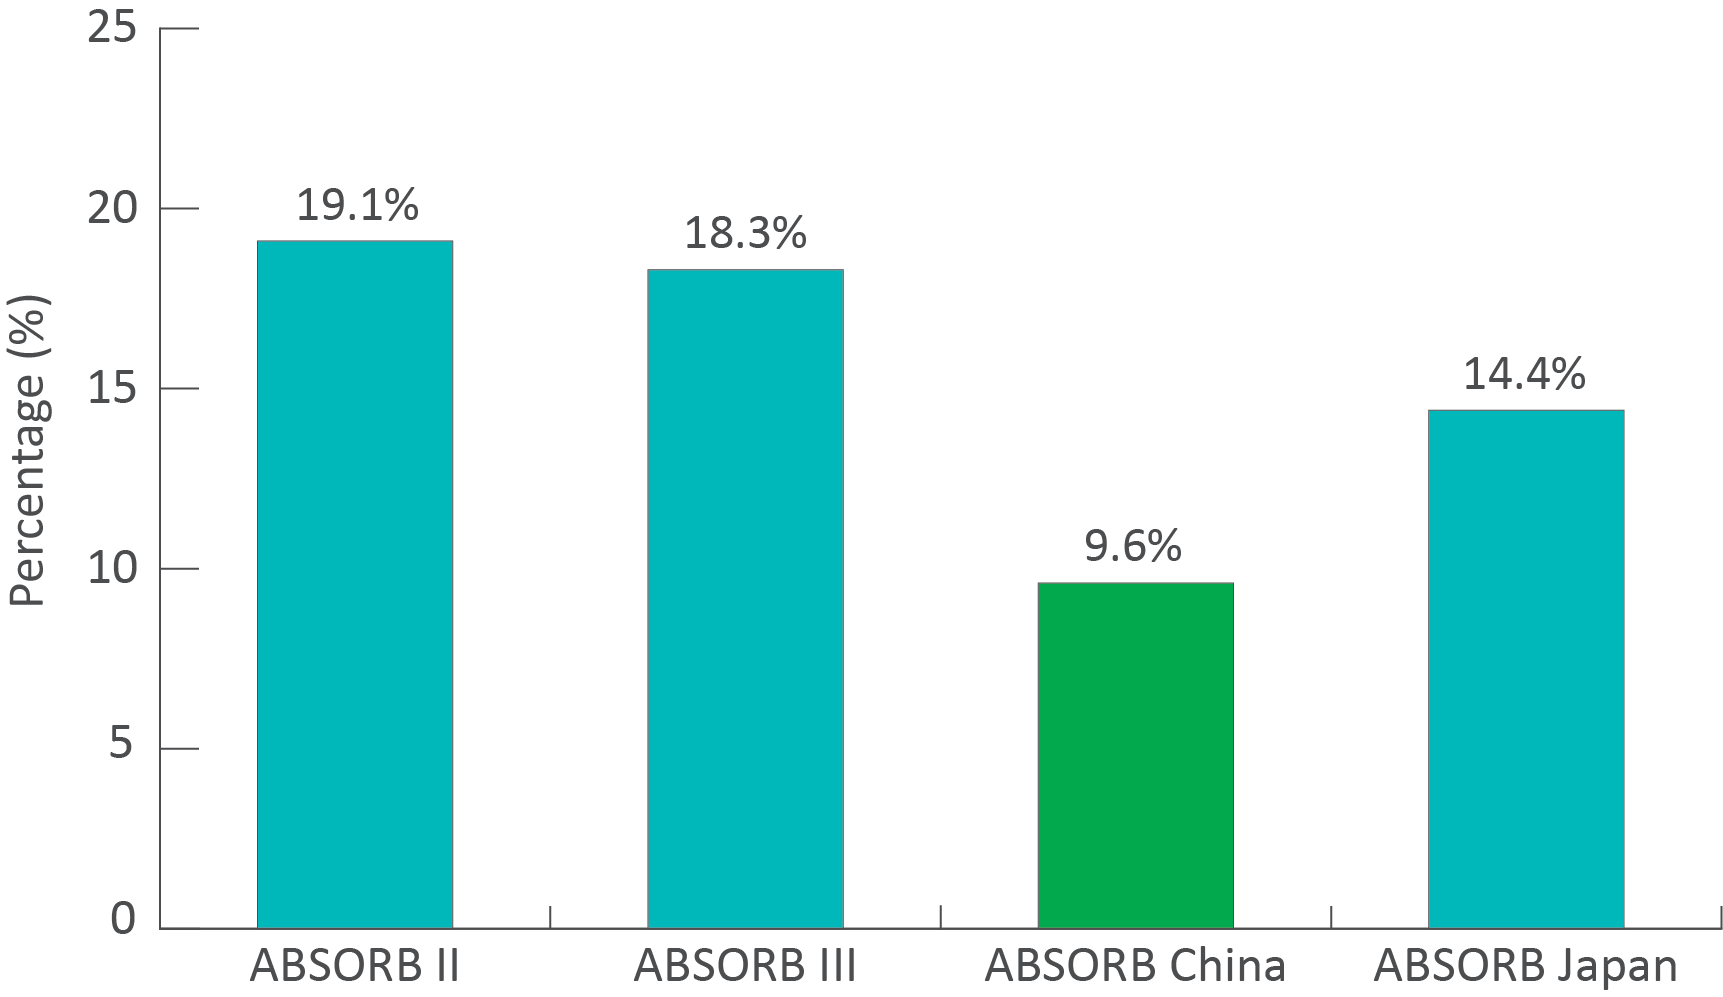 25
20
15
10
5
0
Percentage (%)
19.1%
18.3%
9.6%
14.4%
ABSORB II
ABSORB III
ABSORB China
ABSORB Japan